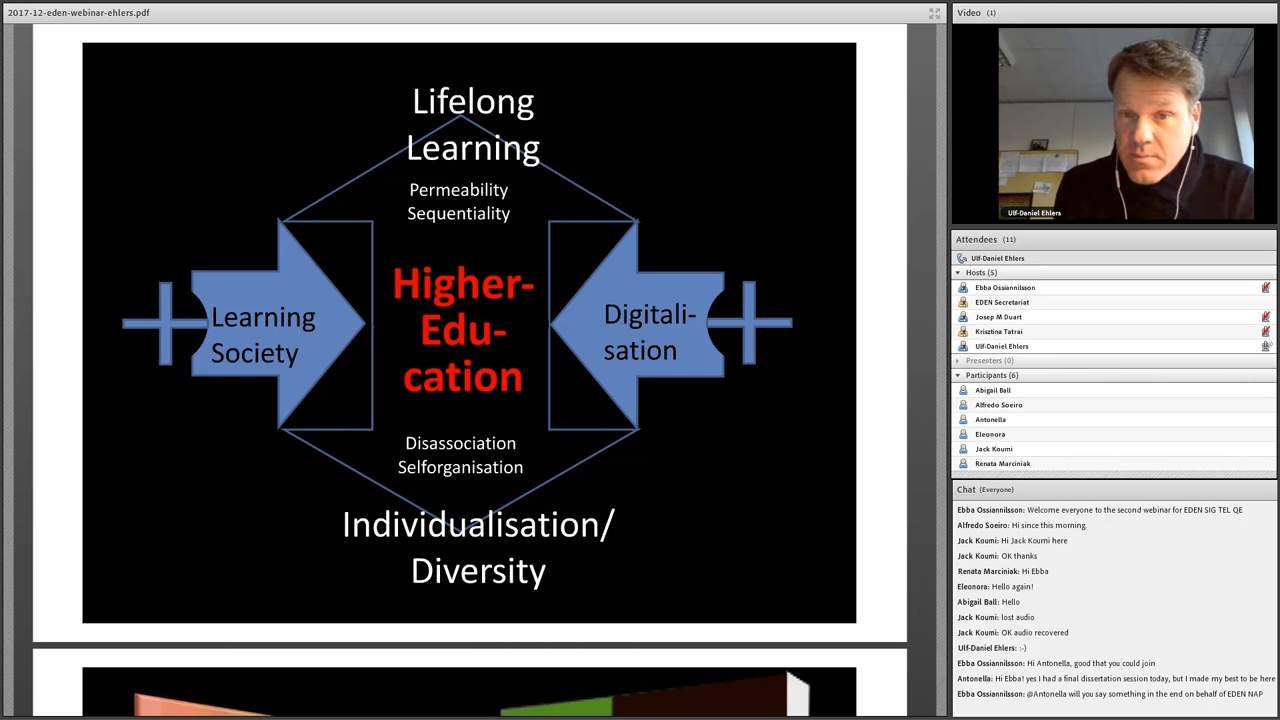 2017-12-eden-webinar-ehlers.pdf
Lifelong
Learning
Permeability
Sequentiality
Higher-
Edu-
cation
Learning
Society
Digitali-
sation
Disassociation
Selforganisation
Individualisation/
Diversity
Video (1)
Ulf-Daniel Ehlers
Attendees (11)
Ulf-Daniel Ehlers
Hosts (5)
Ebba Ossiannilsson
EDEN Secretariat
Josep M Duart
Krisztina Tatrai
Ulf-Daniel Ehlers
Presenters (0)
Participants (6)
Abigail Ball
Alfredo Soeiro
Antonella
Eleonora
Jack Koumi
Renata Marciniak
Chat (Everyone)
Ebba Ossiannilsson: Welcome everyone to the second webinar for EDEN SIG TEL QE
Alfredo Soeiro: Hi since this morning.
Jack Koumi: Hi Jack Koumi here
Jack Koumi: OK thanks
Renata Marciniak: Hi Ebba
Eleonora: Hello again!
Abigail Ball: Hello
Jack Koumi: lost audio
Jack Koumi: OK audio recovered
Ulf-Daniel Ehlers: :-)
Ebba Ossiannilsson: Hi Antonella, good that you could join
Antonella: Hi Ebba! yes I had a final dissertation session today, but I made my best to be here
Ebba Ossiannilsson: @Antonella will you say something in the end on behalf of EDEN NAP